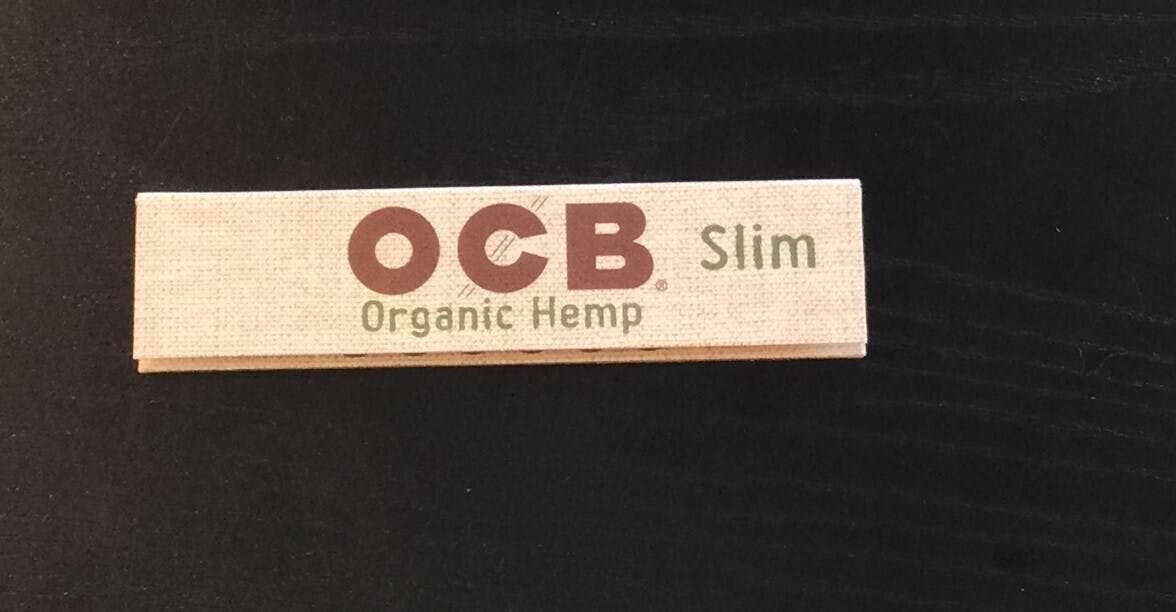 OCB® Slim
Organic Hemp